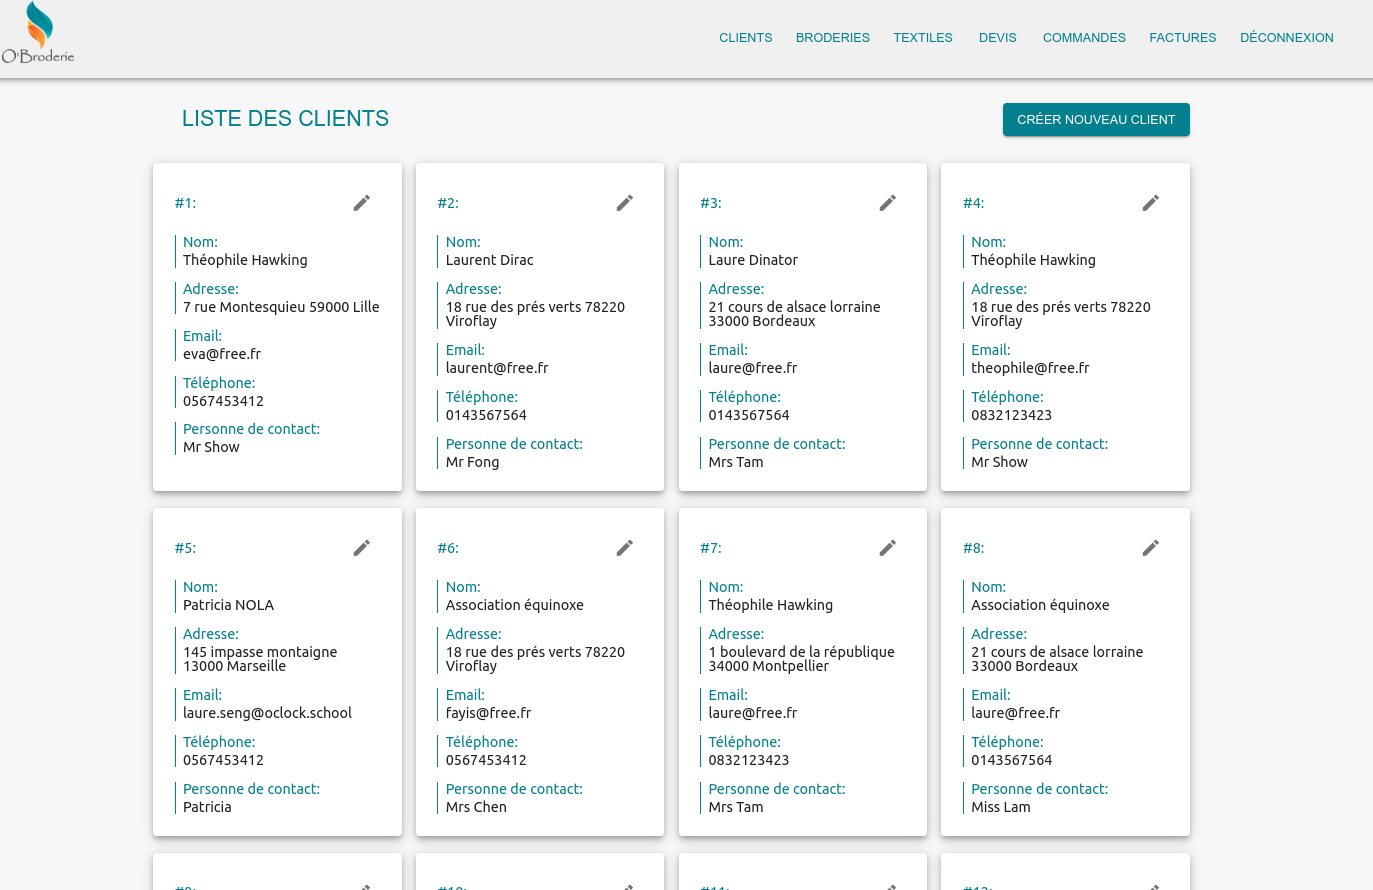 O'Broderie
CLIENTS BRODERIES TEXTILES DEVIS COMMANDES FACTURES DÉCONNEXION
LISTE DES CLIENTS
CRÉER NOUVEAU CLIENT
#1:
Nom:
Théophile Hawking
Adresse:
7 rue Montesquieu 59000 Lille
Email:
eva@free.fr
Téléphone:
0567453412
Personne de contact:
Mr Show
#2:
Nom:
Laurent Dirac
Adresse:
18 rue des prés verts 78220
Viroflay
Email:
laurent@free.fr
Téléphone:
0143567564
Personne de contact:
Mr Fong
#3:
Nom:
Laure Dinator
Adresse:
21 cours de alsace lorraine
33000 Bordeaux
Email:
laure@free.fr
Téléphone:
0143567564
Personne de contact:
Mrs Tam
#4:
Nom:
Théophile Hawking
Adresse:
18 rue des prés verts 78220
Viroflay
Email:
theophile@free.fr
Téléphone:
0832123423
Personne de contact:
Mr Show
#5:
Nom:
Patricia NOLA
Adresse:
145 impasse montaigne
13000 Marseille
Email:
laure.seng@oclock.school
Téléphone:
0567453412
Personne de contact:
Patricia
#6:
Nom:
Association équinoxe
Adresse:
18 rue des prés verts 78220
Viroflay
Email:
fayis@free.fr
Téléphone:
0567453412
Personne de contact:
Mrs Chen
#7:
Nom:
Théophile Hawking
Adresse:
1 boulevard de la république
34000 Montpellier
Email:
laure@free.fr
Téléphone:
0832123423
Personne de contact:
Mrs Tam
#8:
Nom:
Association équinoxe
Adresse:
21 cours de alsace lorraine
33000 Bordeaux
Email:
laure@free.fr
Téléphone:
0143567564
Personne de contact:
Miss Lam